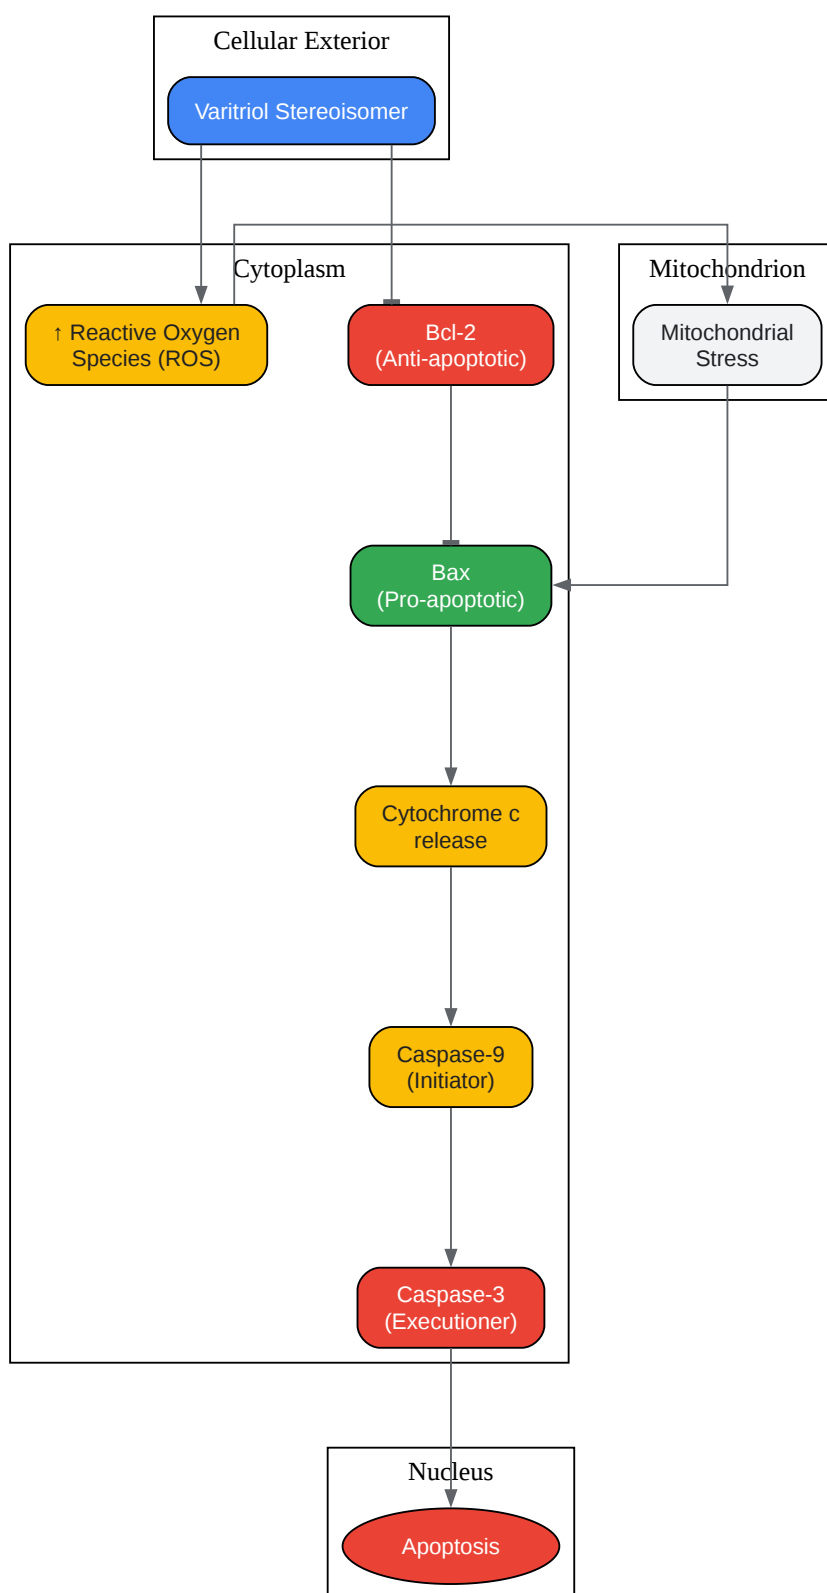 Cellular Exterior
Varitriol Stereoisomer
Cytoplasm
Mitochondrion
↑ Reactive Oxygen
Species (ROS)
Bcl-2
(Anti-apoptotic)
Mitochondrial
Stress
Bax
(Pro-apoptotic)
Cytochrome c
release
Caspase-9
(Initiator)
Caspase-3
(Executioner)
Nucleus
Apoptosis